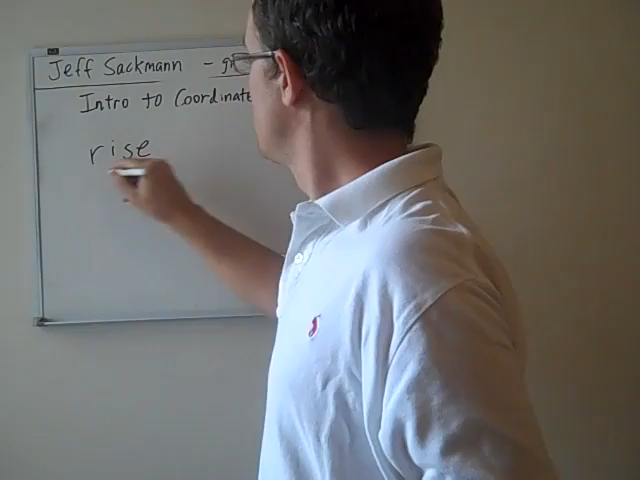 Jeff Sackmann -
Intro to Coordinate
rise